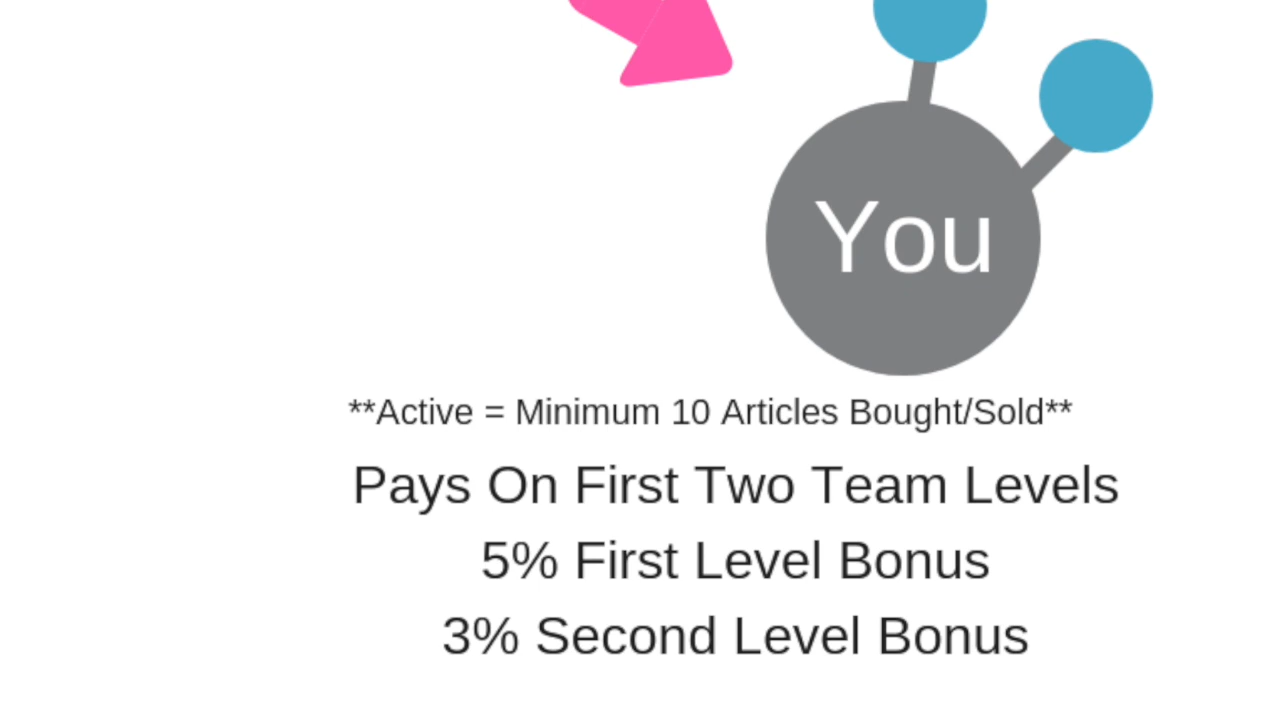 You
**Active = Minimum 10 Articles Bought/Sold**
Pays On First Two Team Levels
5% First Level Bonus
3% Second Level Bonus